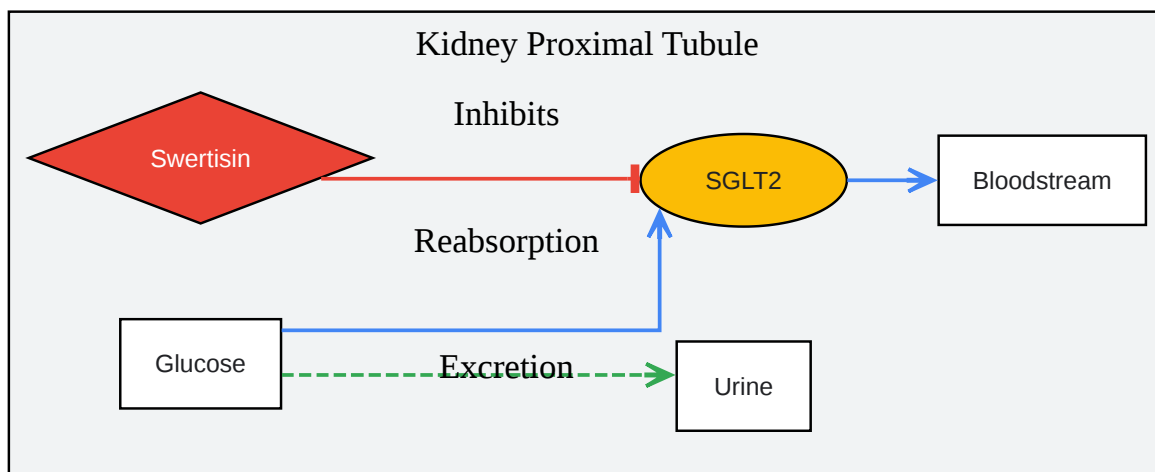 Kidney Proximal Tubule
Inhibits
Swertisin
SGLT2
Bloodstream
Reabsorption
Glucose
Excretion
Urine